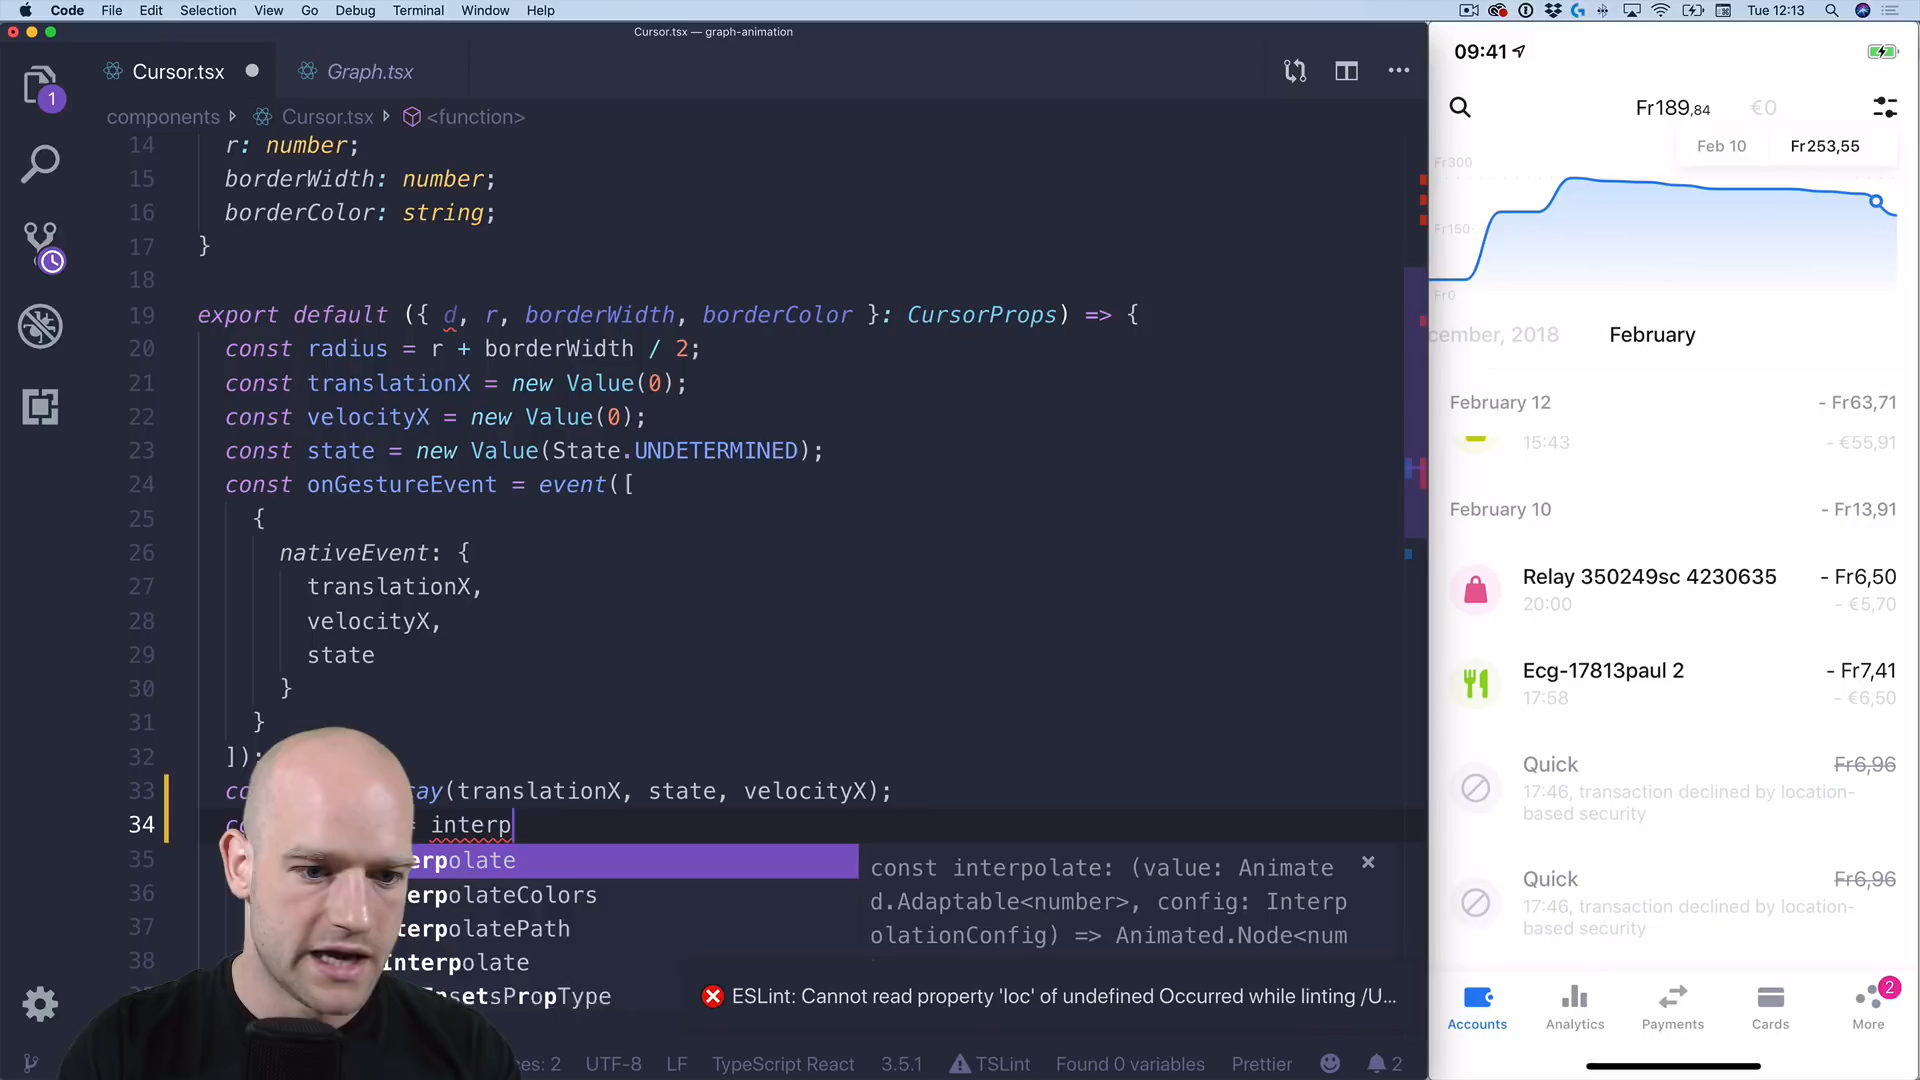 Code File Edit Selection View Go Debug Terminal Window Help
Tue 12:13
Cursor.tsx — graph-animation
Cursor.tsx
Graph.tsx
1
components
Cursor.tsx
<function>
14 r: number;
15 borderWidth: number;
16 borderColor: string;
17 }
18
19 export default ({ d, r, borderWidth, borderColor }: CursorProps) => {
20 const radius = r + borderWidth / 2;
21 const translationX = new Value(0);
22 const velocityX = new Value(0);
23 const state = new Value(State.UNDETERMINED);
24 const onGestureEvent = event([
25 {
26 nativeEvent: {
27 translationX,
28 velocityX,
29 state
30 }
31 }
32 ]);
33 ay(translationX, state, velocityX);
34 = interp
35 erpolate
36 erpolateColors
37 terpolatePath
38 interpolate
nsetsPropType
const interpolate: (value: Animate
d.Adaptable<number>, config: Interp
olationConfig) => Animated.Node<num
ESLint: Cannot read property 'loc' of undefined Occurred while linting /U...
es: 2 UTF-8 LF TypeScript React 3.5.1 TSLint Found 0 variables Prettier 2
09:41
Fr189,84 €0
Feb 10 Fr253,55
Fr300
Fr150
Fr0
cember, 2018 February
February 12 - Fr63,71
15:43 - €55,91
February 10 - Fr13,91
Relay 350249sc 4230635 - Fr6,50
20:00 - €5,70
Ecg-17813paul 2 - Fr7,41
17:58 - €6,50
Quick Fr6,96
17:46, transaction declined by location-
based security
Quick Fr6,96
17:46, transaction declined by location-
based security
2
Accounts Analytics Payments Cards More